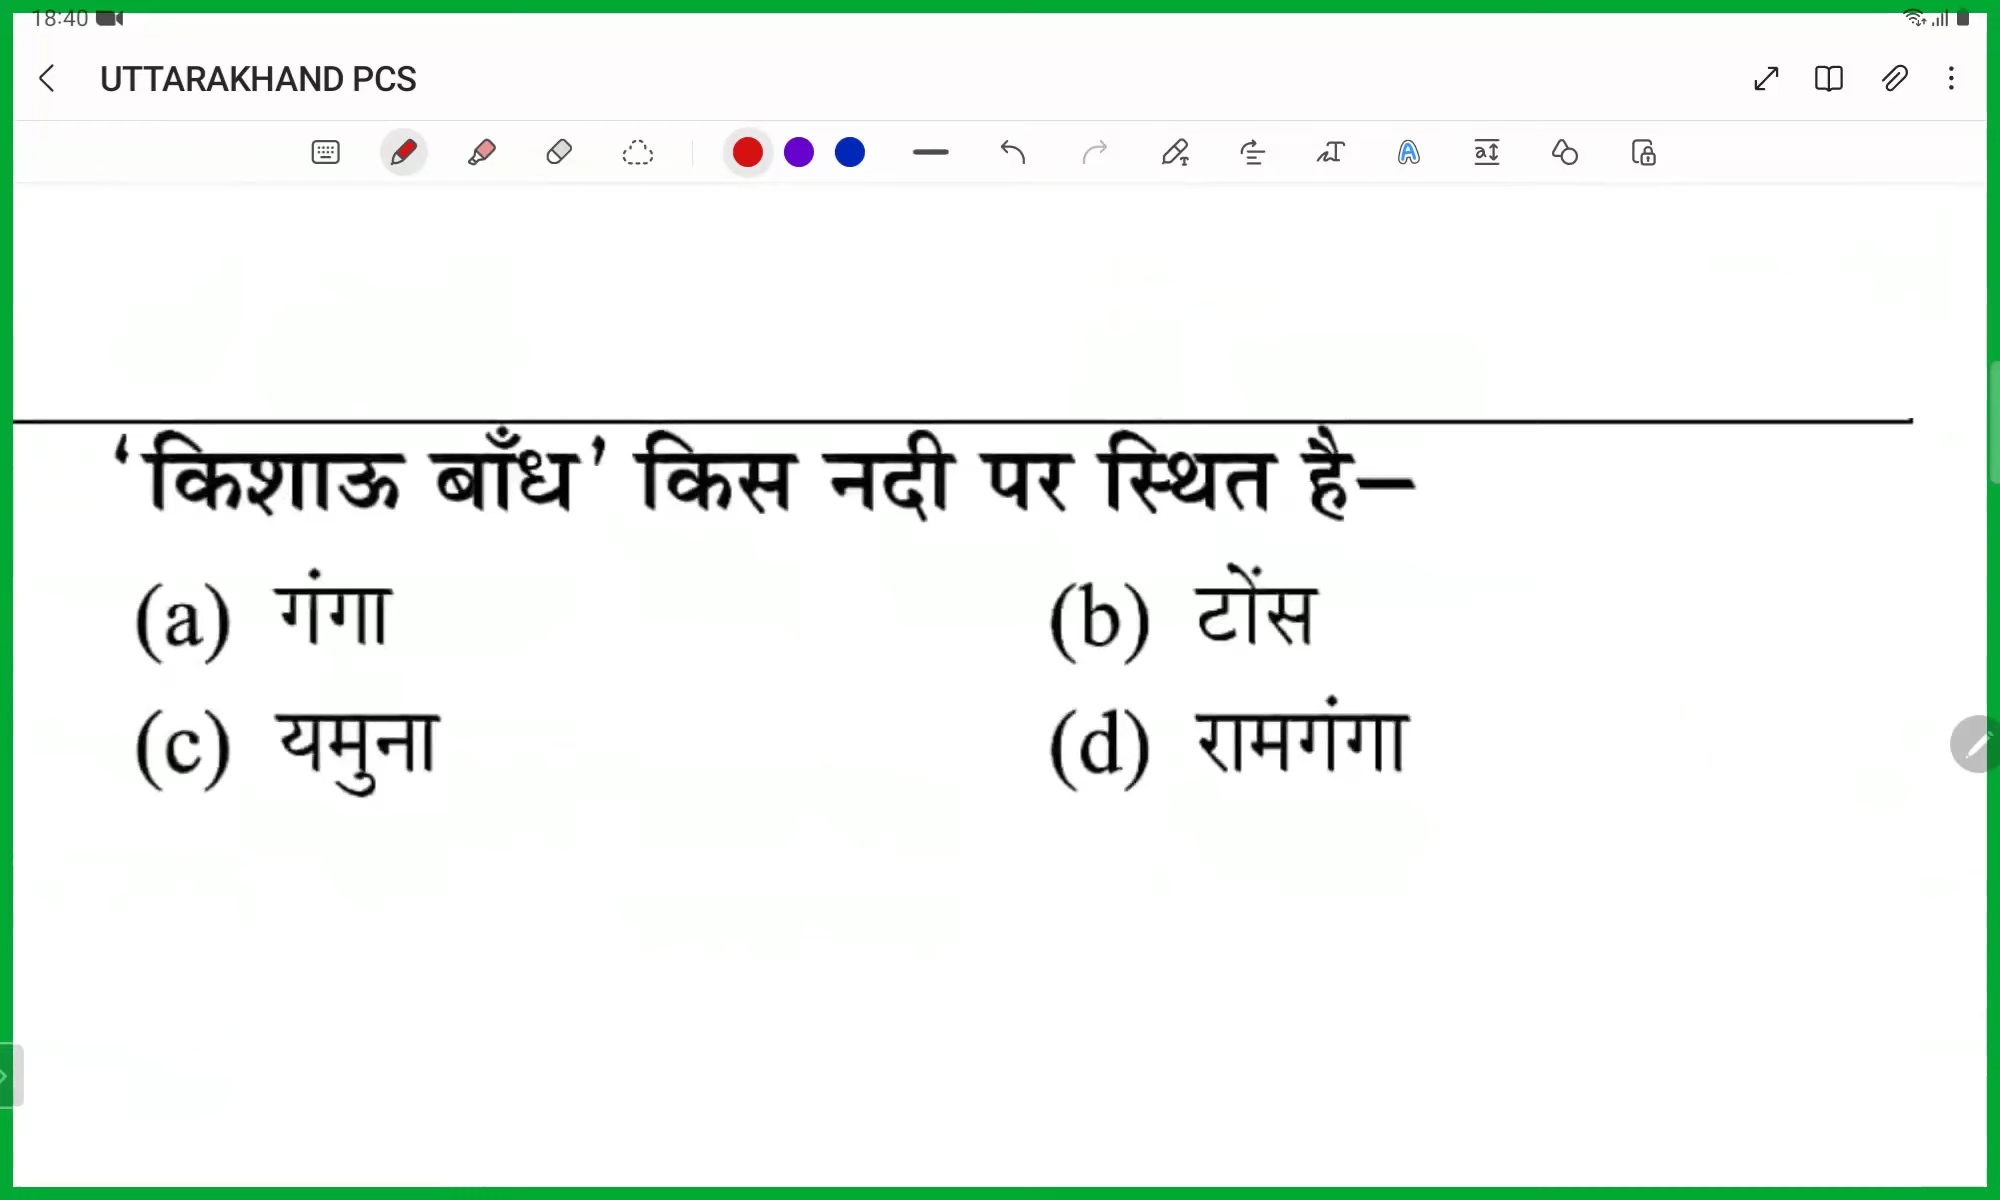 18:40
UTTARAKHAND PCS
‘किशाऊ बाँध’ किस नदी पर स्थित है–
(a) गंगा (b) टोंस
(c) यमुना (d) रामगंगा